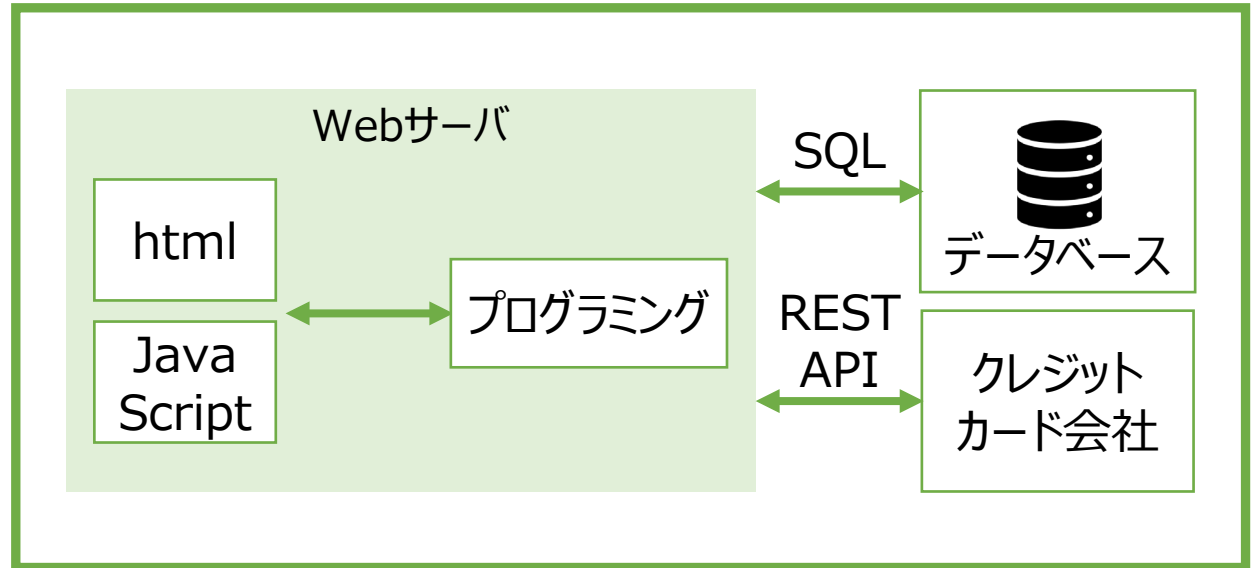 Webサーバ
html
Java
Script
プログラミング
SQL
REST
API
データベース
クレジット
カード会社